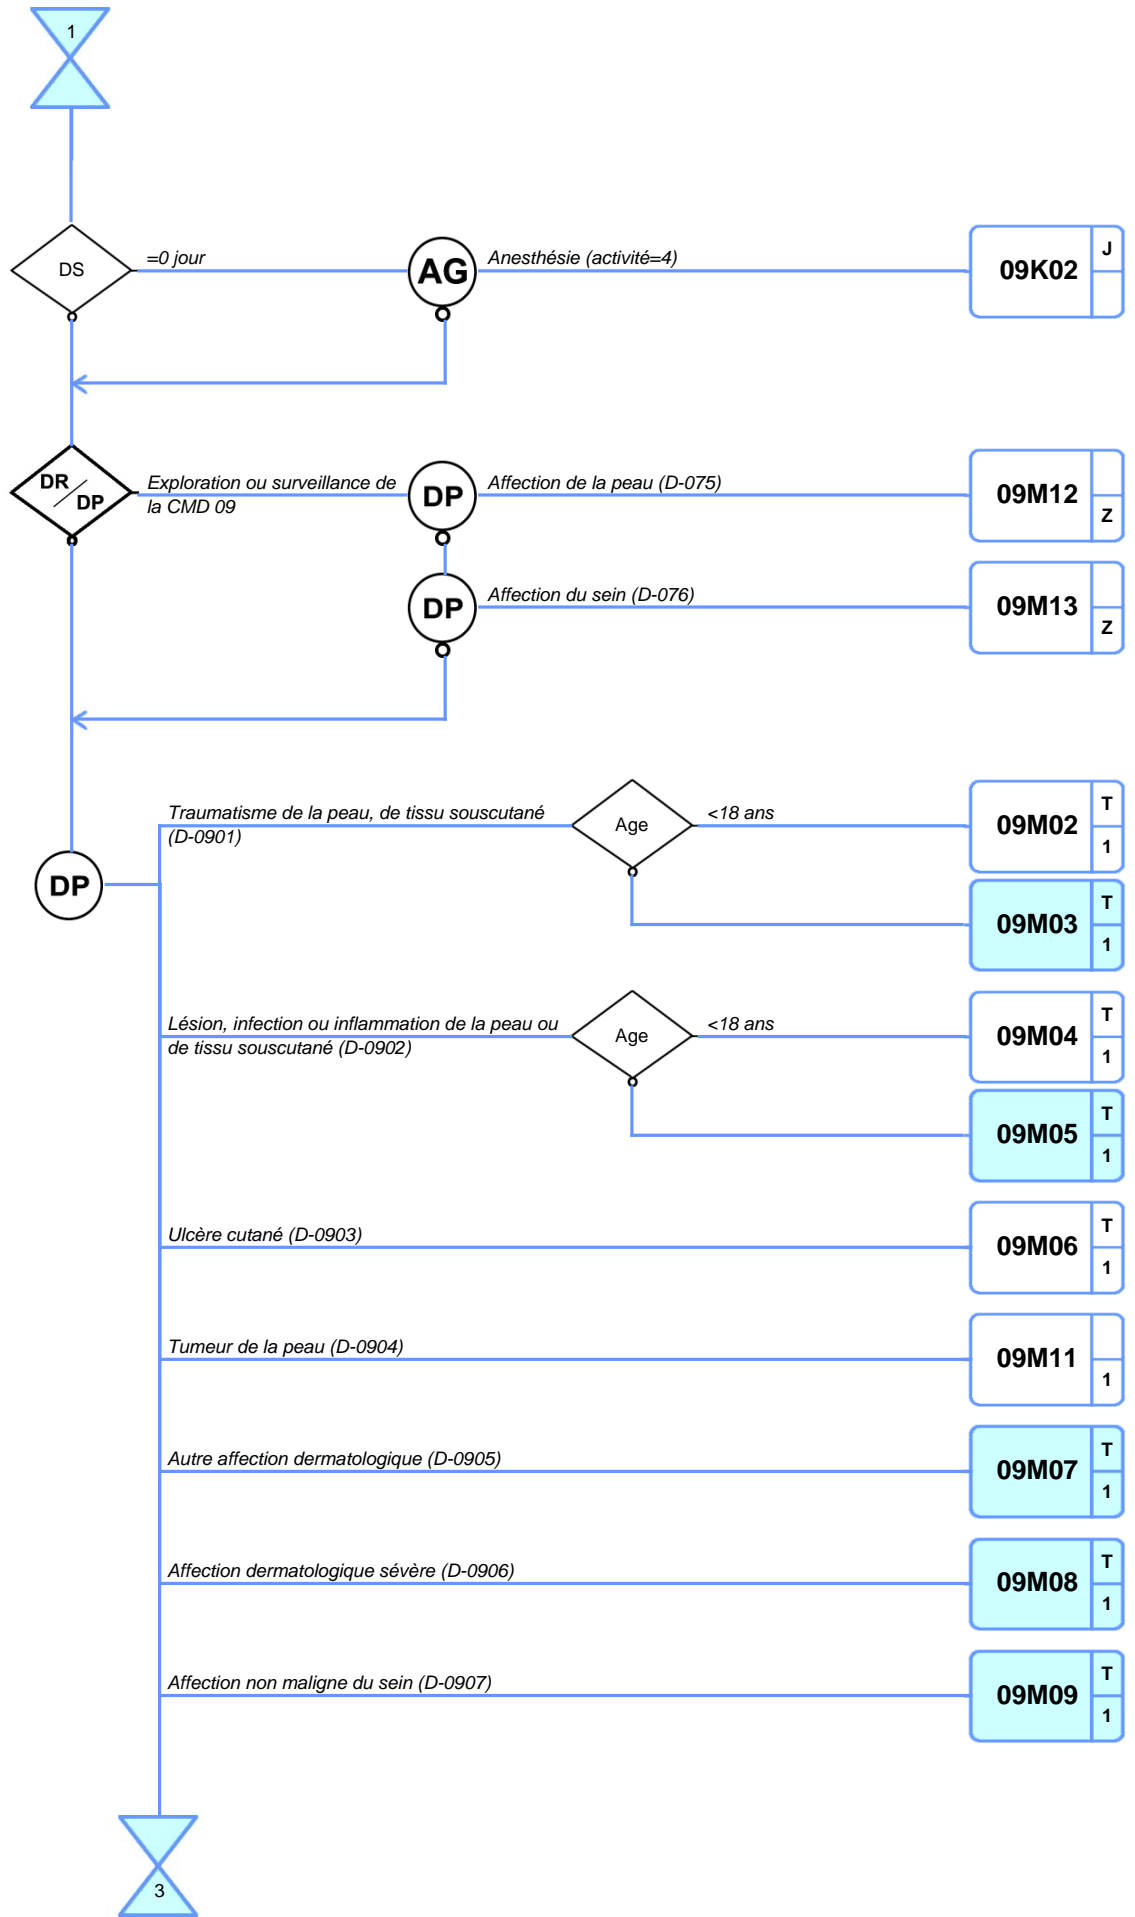 1
DS
=0 jour
AG
Anesthésie (activité=4)
09K02
J
DR
DP
Exploration ou surveillance de
la CMD 09
DP
Affection de la peau (D-075)
09M12
Z
DP
Affection du sein (D-076)
09M13
Z
DP
Traumatisme de la peau, de tissu souscutané
(D-0901)
Age
<18 ans
09M02
T
1
09M03
T
1
Lésion, infection ou inflammation de la peau ou
de tissu souscutané (D-0902)
Age
<18 ans
09M04
T
1
09M05
T
1
Ulcère cutané (D-0903)
09M06
T
1
Tumeur de la peau (D-0904)
09M11
1
Autre affection dermatologique (D-0905)
09M07
T
1
Affection dermatologique sévère (D-0906)
09M08
T
1
Affection non maligne du sein (D-0907)
09M09
T
1
3